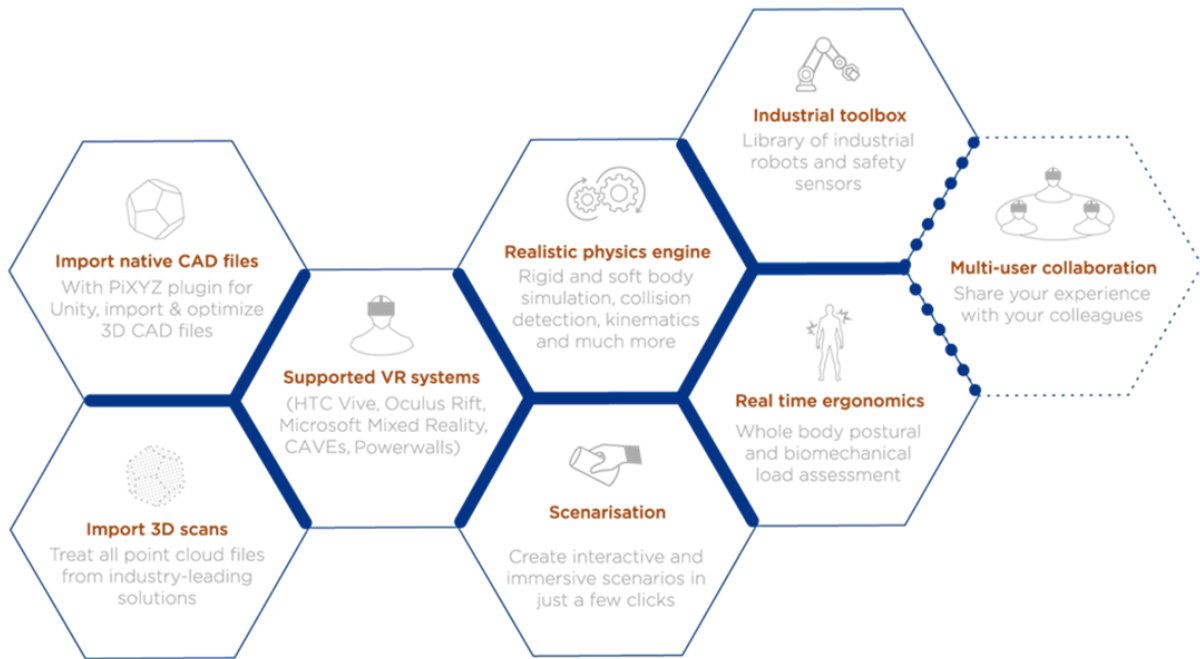 Industrial toolbox
Library of industrial
robots and safety
sensors
Import native CAD files
With PiXYZ plugin for
Unity, import & optimize
3D CAD files
Realistic physics engine
Rigid and soft body
simulation, collision
detection, kinematics
and much more
Multi-user collaboration
Share your experience
with your colleagues
Supported VR systems
(HTC Vive, Oculus Rift,
Microsoft Mixed Reality,
CAVEs, Powerwalls)
Real time ergonomics
Whole body postural
and biomechanical
load assessment
Import 3D scans
Treat all point cloud files
from industry-leading
solutions
Scenarisation
Create interactive and
immersive scenarios in
just a few clicks